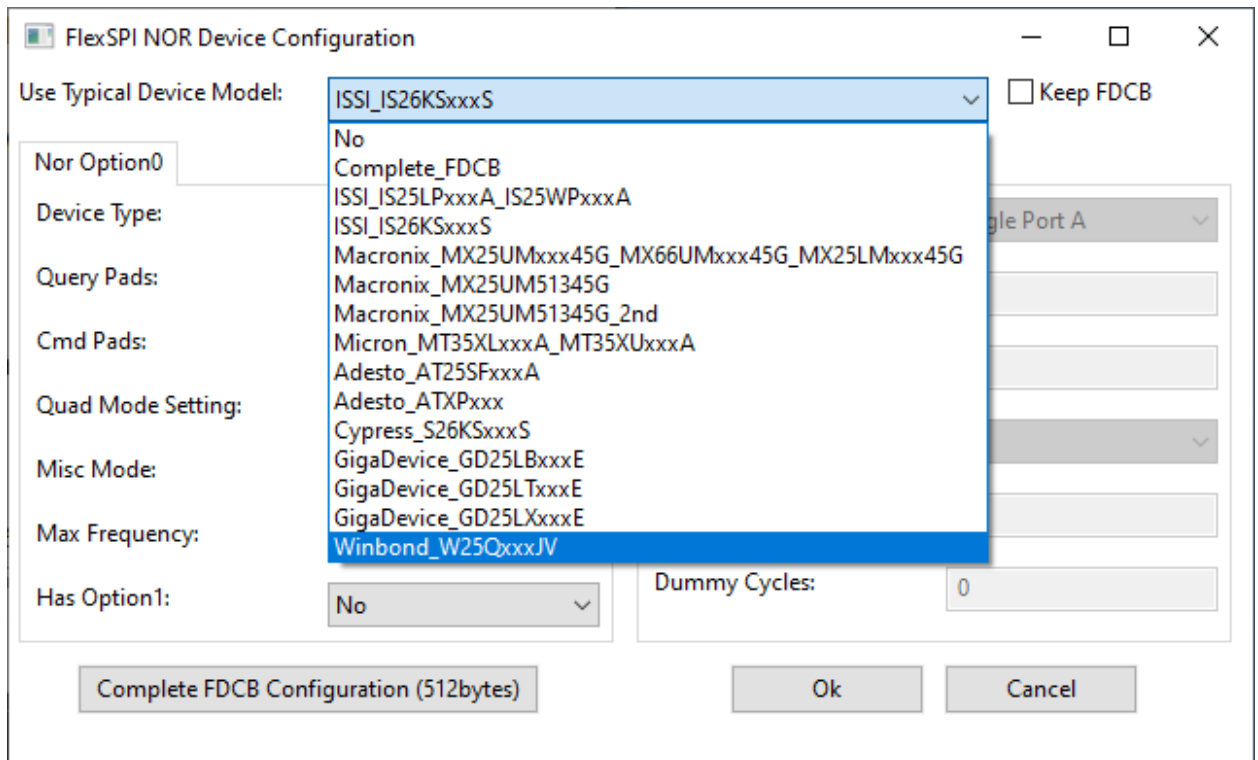 FlexSPI NOR Device Configuration
Use Typical Device Model:
ISSI_IS26KSxxxS
Keep FDCB
No
Complete_FDCB
ISSI_IS25LPxxxA_IS25WPxxxA
ISSI_IS26KSxxxS
Macronix_MX25UMxxx45G_MX66UMxxx45G_MX25LMxxx45G
Macronix_MX25UM51345G
Macronix_MX25UM51345G_2nd
Micron_MT35XLxxxA_MT35XUxxxA
Adesto_AT25SFxxxA
Adesto_ATXPxxx
Cypress_S26KSxxxS
GigaDevice_GD25LBxxxE
GigaDevice_GD25LTxxxE
GigaDevice_GD25LXxxxE
Winbond_W25QxxxJV
Nor Option0
Device Type:
Query Pads:
Cmd Pads:
Quad Mode Setting:
Misc Mode:
Max Frequency:
Has Option1:
No
Port A
Dummy Cycles:
0
Complete FDCB Configuration (512bytes)
Ok
Cancel